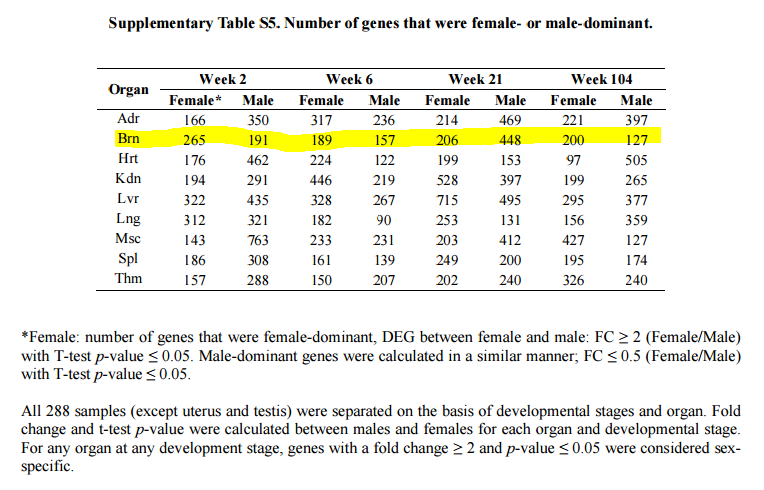 Supplementary Table S5. Number of genes that were female- or male-dominant.
Organ Week 2 Week 6 Week 21 Week 104
Female* Male Female Male Female Male Female Male
Adr 166 350 317 236 214 469 221 397
Brn 265 191 189 157 206 448 200 127
Hrt 176 462 224 122 199 153 97 505
Kdn 194 291 446 219 528 397 199 265
Lvr 322 435 328 267 715 495 295 377
Lng 312 321 182 90 253 131 156 359
Msc 143 763 233 231 203 412 427 127
Spl 186 308 161 139 249 200 195 174
Thm 157 288 150 207 202 240 326 240
*Female: number of genes that were female-dominant, DEG between female and male: FC ≥ 2 (Female/Male)
with T-test p-value ≤ 0.05. Male-dominant genes were calculated in a similar manner; FC ≤ 0.5 (Female/Male)
with T-test p-value ≤ 0.05.
All 288 samples (except uterus and testis) were separated on the basis of developmental stages and organ. Fold
change and t-test p-value were calculated between males and females for each organ and developmental stage.
For any organ at any development stage, genes with a fold change ≥ 2 and p-value ≤ 0.05 were considered sex-
specific.